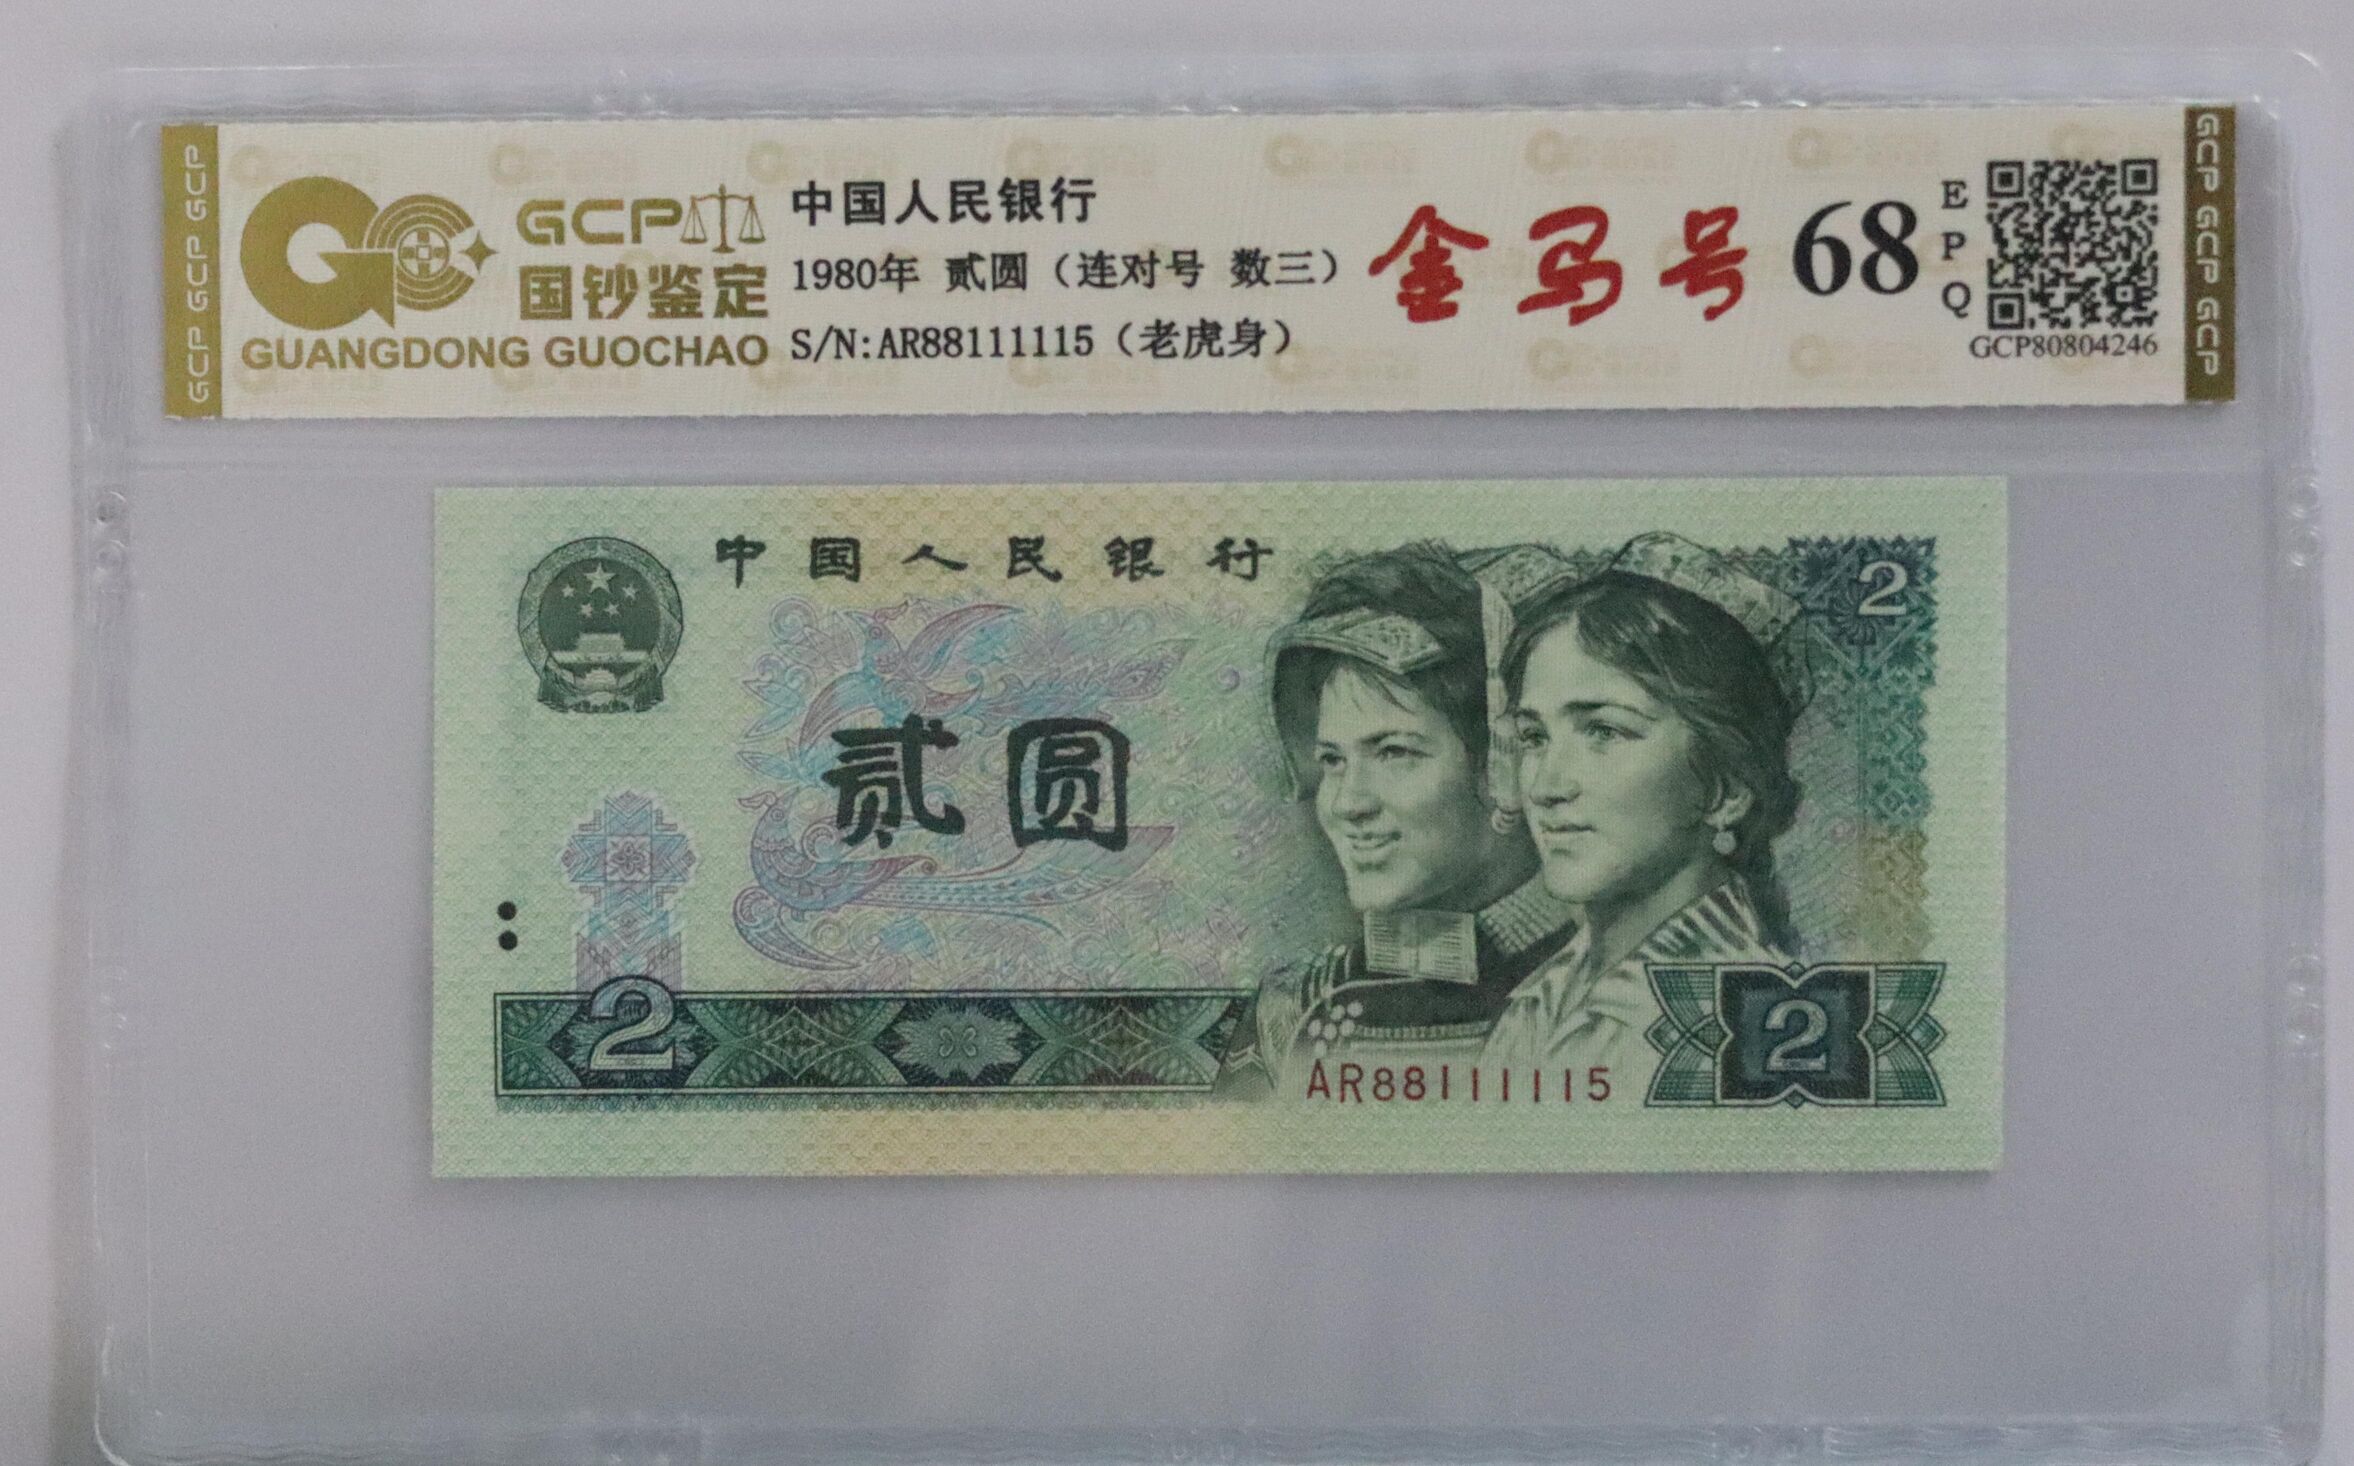 GCP GCP GCP
GCP
国钞鉴定
GUANGDONG GUOCHAO
中国人民银行
1980年 贰圆（连对号 数三）
S/N:AR88111115（老虎身）
金马号
68
EPQ
GCP80804246
GCP GCP GCP
中国人民银行
2
贰圆
2
AR88111115
2